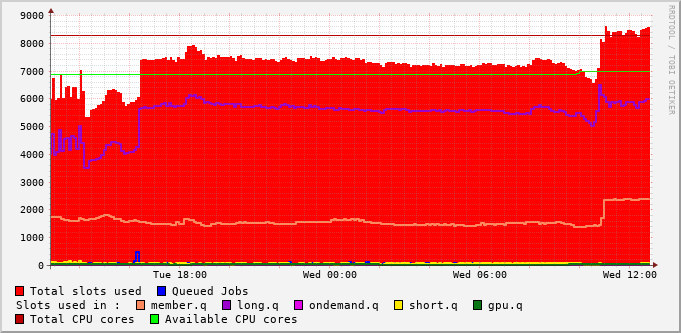 9000
8000
7000
6000
5000
4000
3000
2000
1000
0
Tue 18:00 Wed 00:00 Wed 06:00 Wed 12:00
RRDTOOL / TOBI OETIKER
Total slots used Queued Jobs
Slots used in : member.q long.q ondemand.q short.q gpu.q
Total CPU cores Available CPU cores